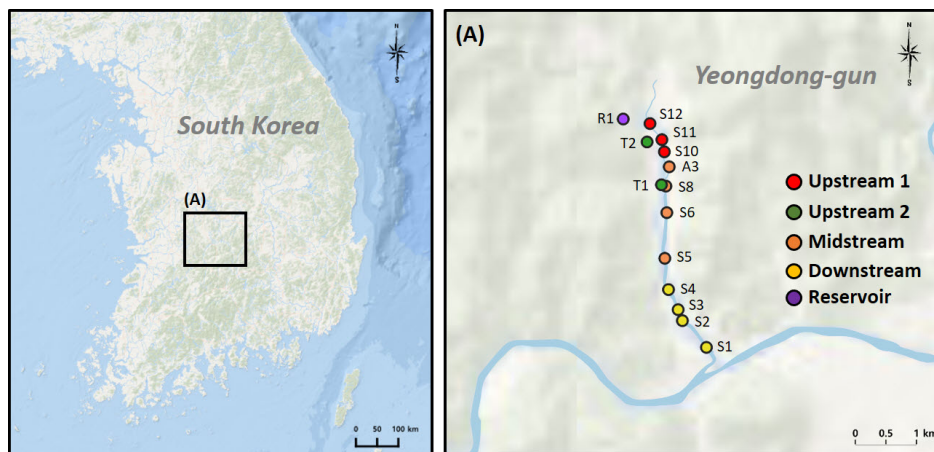 N
S
South Korea
(A)
0 50 100 km
(A)
N
S
Yeongdong-gun
R1
S12
S11
T2
S10
A3
T1
S8
S6
S5
S4
S3
S2
S1
Upstream 1
Upstream 2
Midstream
Downstream
Reservoir
0 0.5 1 km